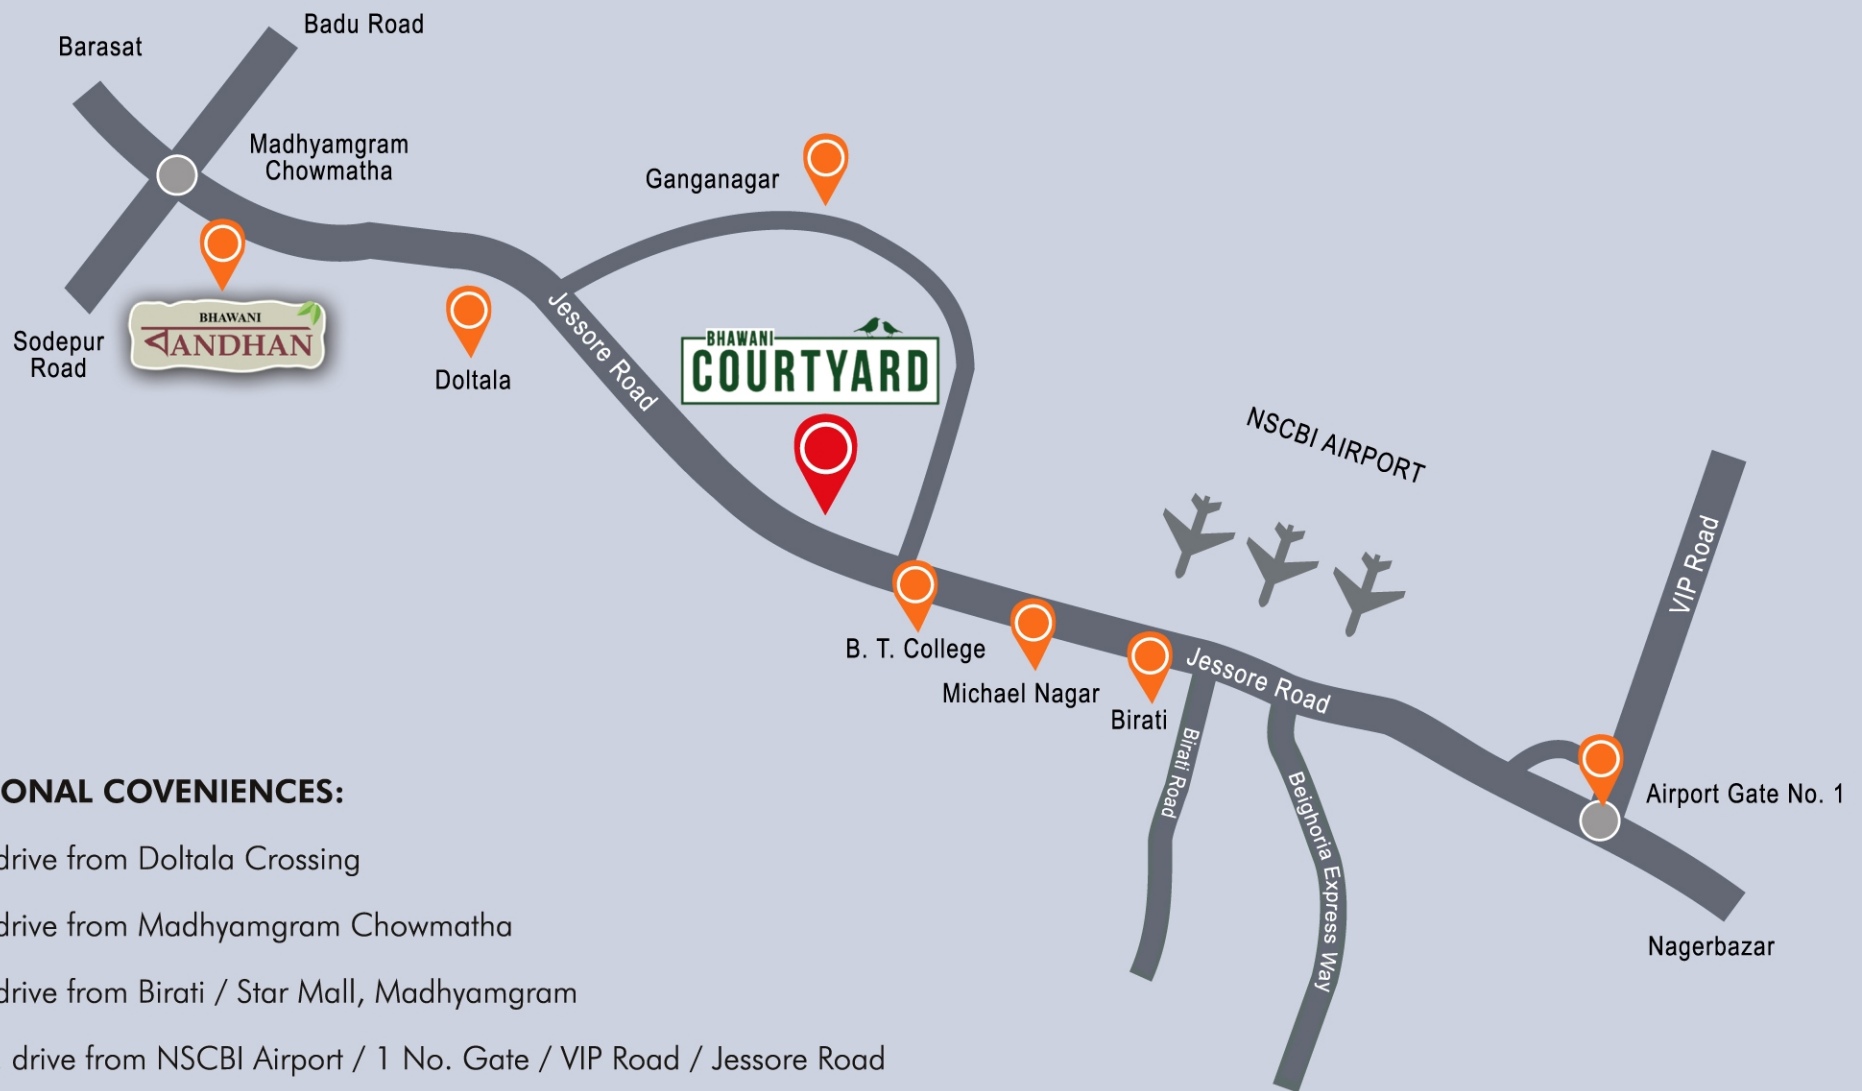 Badu Road
Barasat
Madhyamgram
Chowmatha
Ganganagar
BHAWANI
বANDHAN
Sodepur
Road
Doltala
Jessore Road
BHAWANI
COURTYARD
NSCBI AIRPORT
VIP Road
B. T. College
Michael Nagar
Birati
Jessore Road
Birati Road
Beighoria Express Way
Airport Gate No. 1
Nagerbazar
ONAL COVENIENCES:
drive from Doltala Crossing
drive from Madhyamgram Chowmatha
drive from Birati / Star Mall, Madhyamgram
drive from NSCBI Airport / 1 No. Gate / VIP Road / Jessore Road